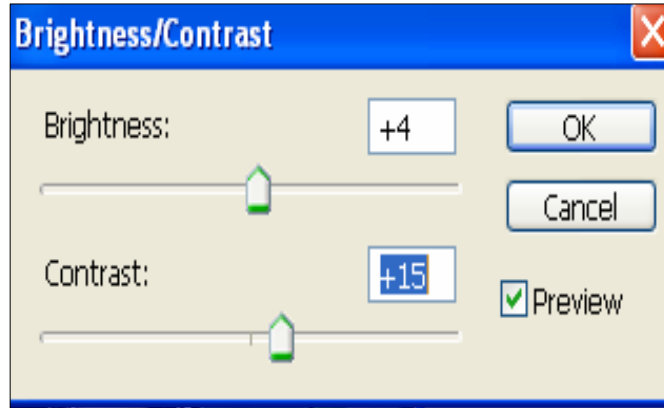 Brightness/Contrast
Brightness: +4 OK
Cancel
Contrast: +15
Preview